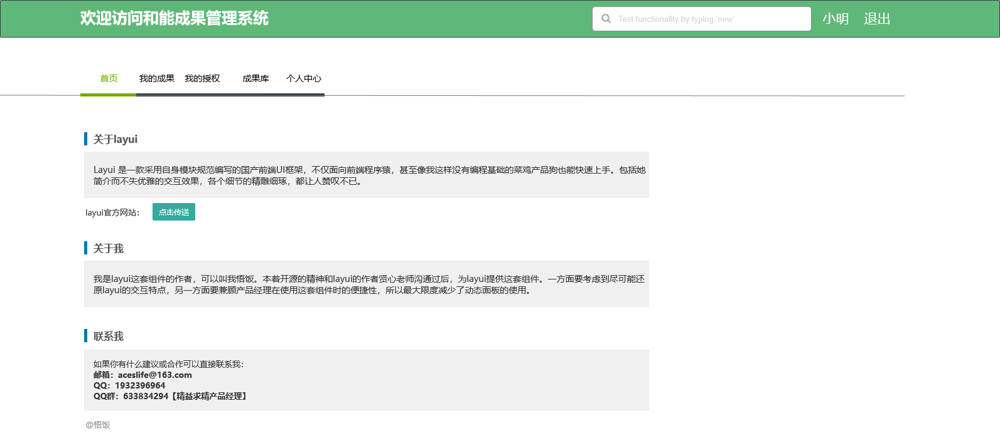 欢迎访问和能成果管理系统
Test functionality by typing 'new'
小明 退出
首页 我的成果 我的授权 成果库 个人中心
关于layui
Layui 是一款采用自身模块规范编写的国产前端UI框架，不仅面向前端程序猿，甚至像我这样没有编程基础的菜鸡产品狗也能快速上手。包括她
简介而不失优雅的交互效果，各个细节的精雕细琢，都让人赞叹不已。
layui官方网站： 点击传送
关于我
我是layui这套组件的作者，可以叫我悟饭。本着开源的精神和layui的作者贤心老师沟通过后，为layui提供这套组件。一方面要考虑到尽可能还
原layui的交互特点，另一方面要兼顾产品经理在使用这套组件时的便捷性，所以最大限度减少了动态面板的使用。
联系我
如果你有什么建议或合作可以直接联系我：
邮箱：aceslife@163.com
QQ：1932396964
QQ群：633834294【精益求精产品经理】
@悟饭